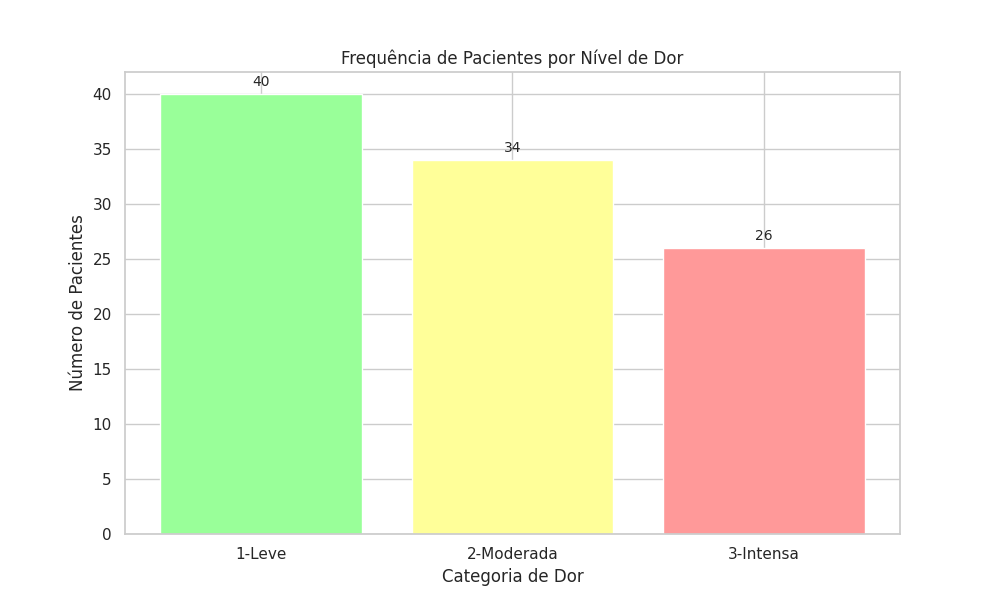 Frequência de Pacientes por Nível de Dor
40
34
26
Número de Pacientes
40
35
30
25
20
15
10
5
0
1-Leve
2-Moderada
3-Intensa
Categoria de Dor